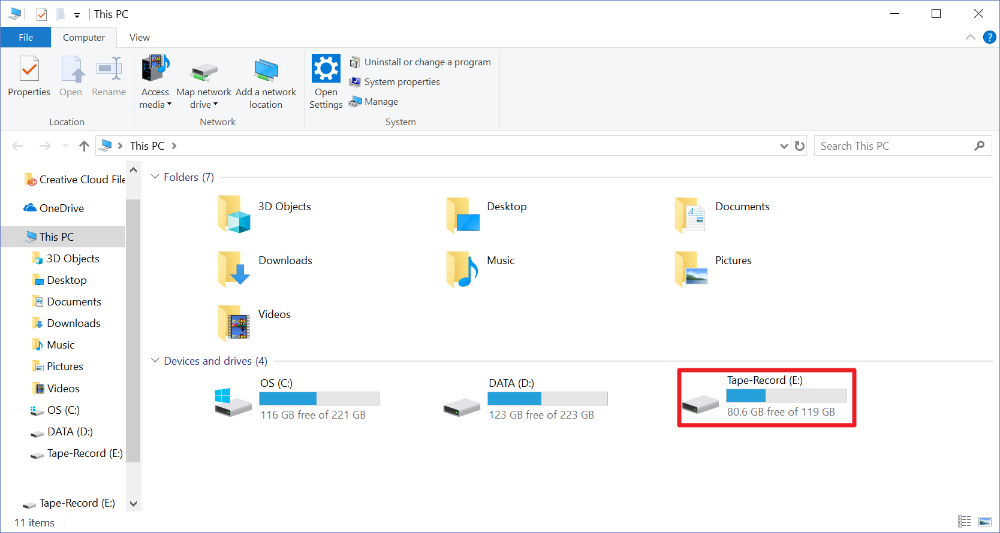 This PC
File
Computer
View
?
Properties
Open
Rename
Access media
Map network drive
Add a network location
Open Settings
Uninstall or change a program
System properties
Manage
Location
Network
System
This PC
Search This PC
Creative Cloud File
OneDrive
This PC
3D Objects
Desktop
Documents
Downloads
Music
Pictures
Videos
OS (C:)
DATA (D:)
Tape-Record (E:)
Tape-Record (E:)
Folders (7)
3D Objects
Desktop
Documents
Downloads
Music
Pictures
Videos
Devices and drives (4)
OS (C:)
116 GB free of 221 GB
DATA (D:)
123 GB free of 223 GB
Tape-Record (E:)
80.6 GB free of 119 GB
11 items